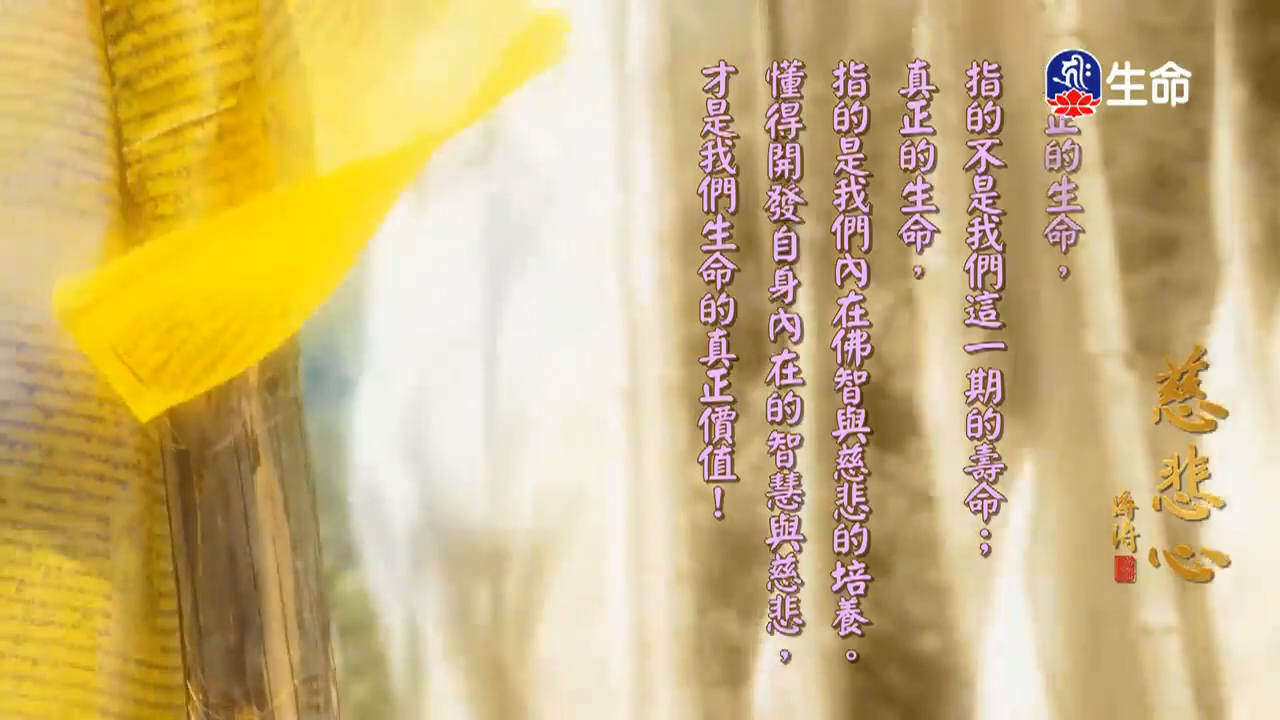 生命
正的生命，
指的不是我們這一期的壽命；
真正的生命，
指的是我們內在佛智與慈悲的培養。
懂得開發自身內在的智慧與慈悲，
才是我們生命的真正價值！
慈悲心
海濤